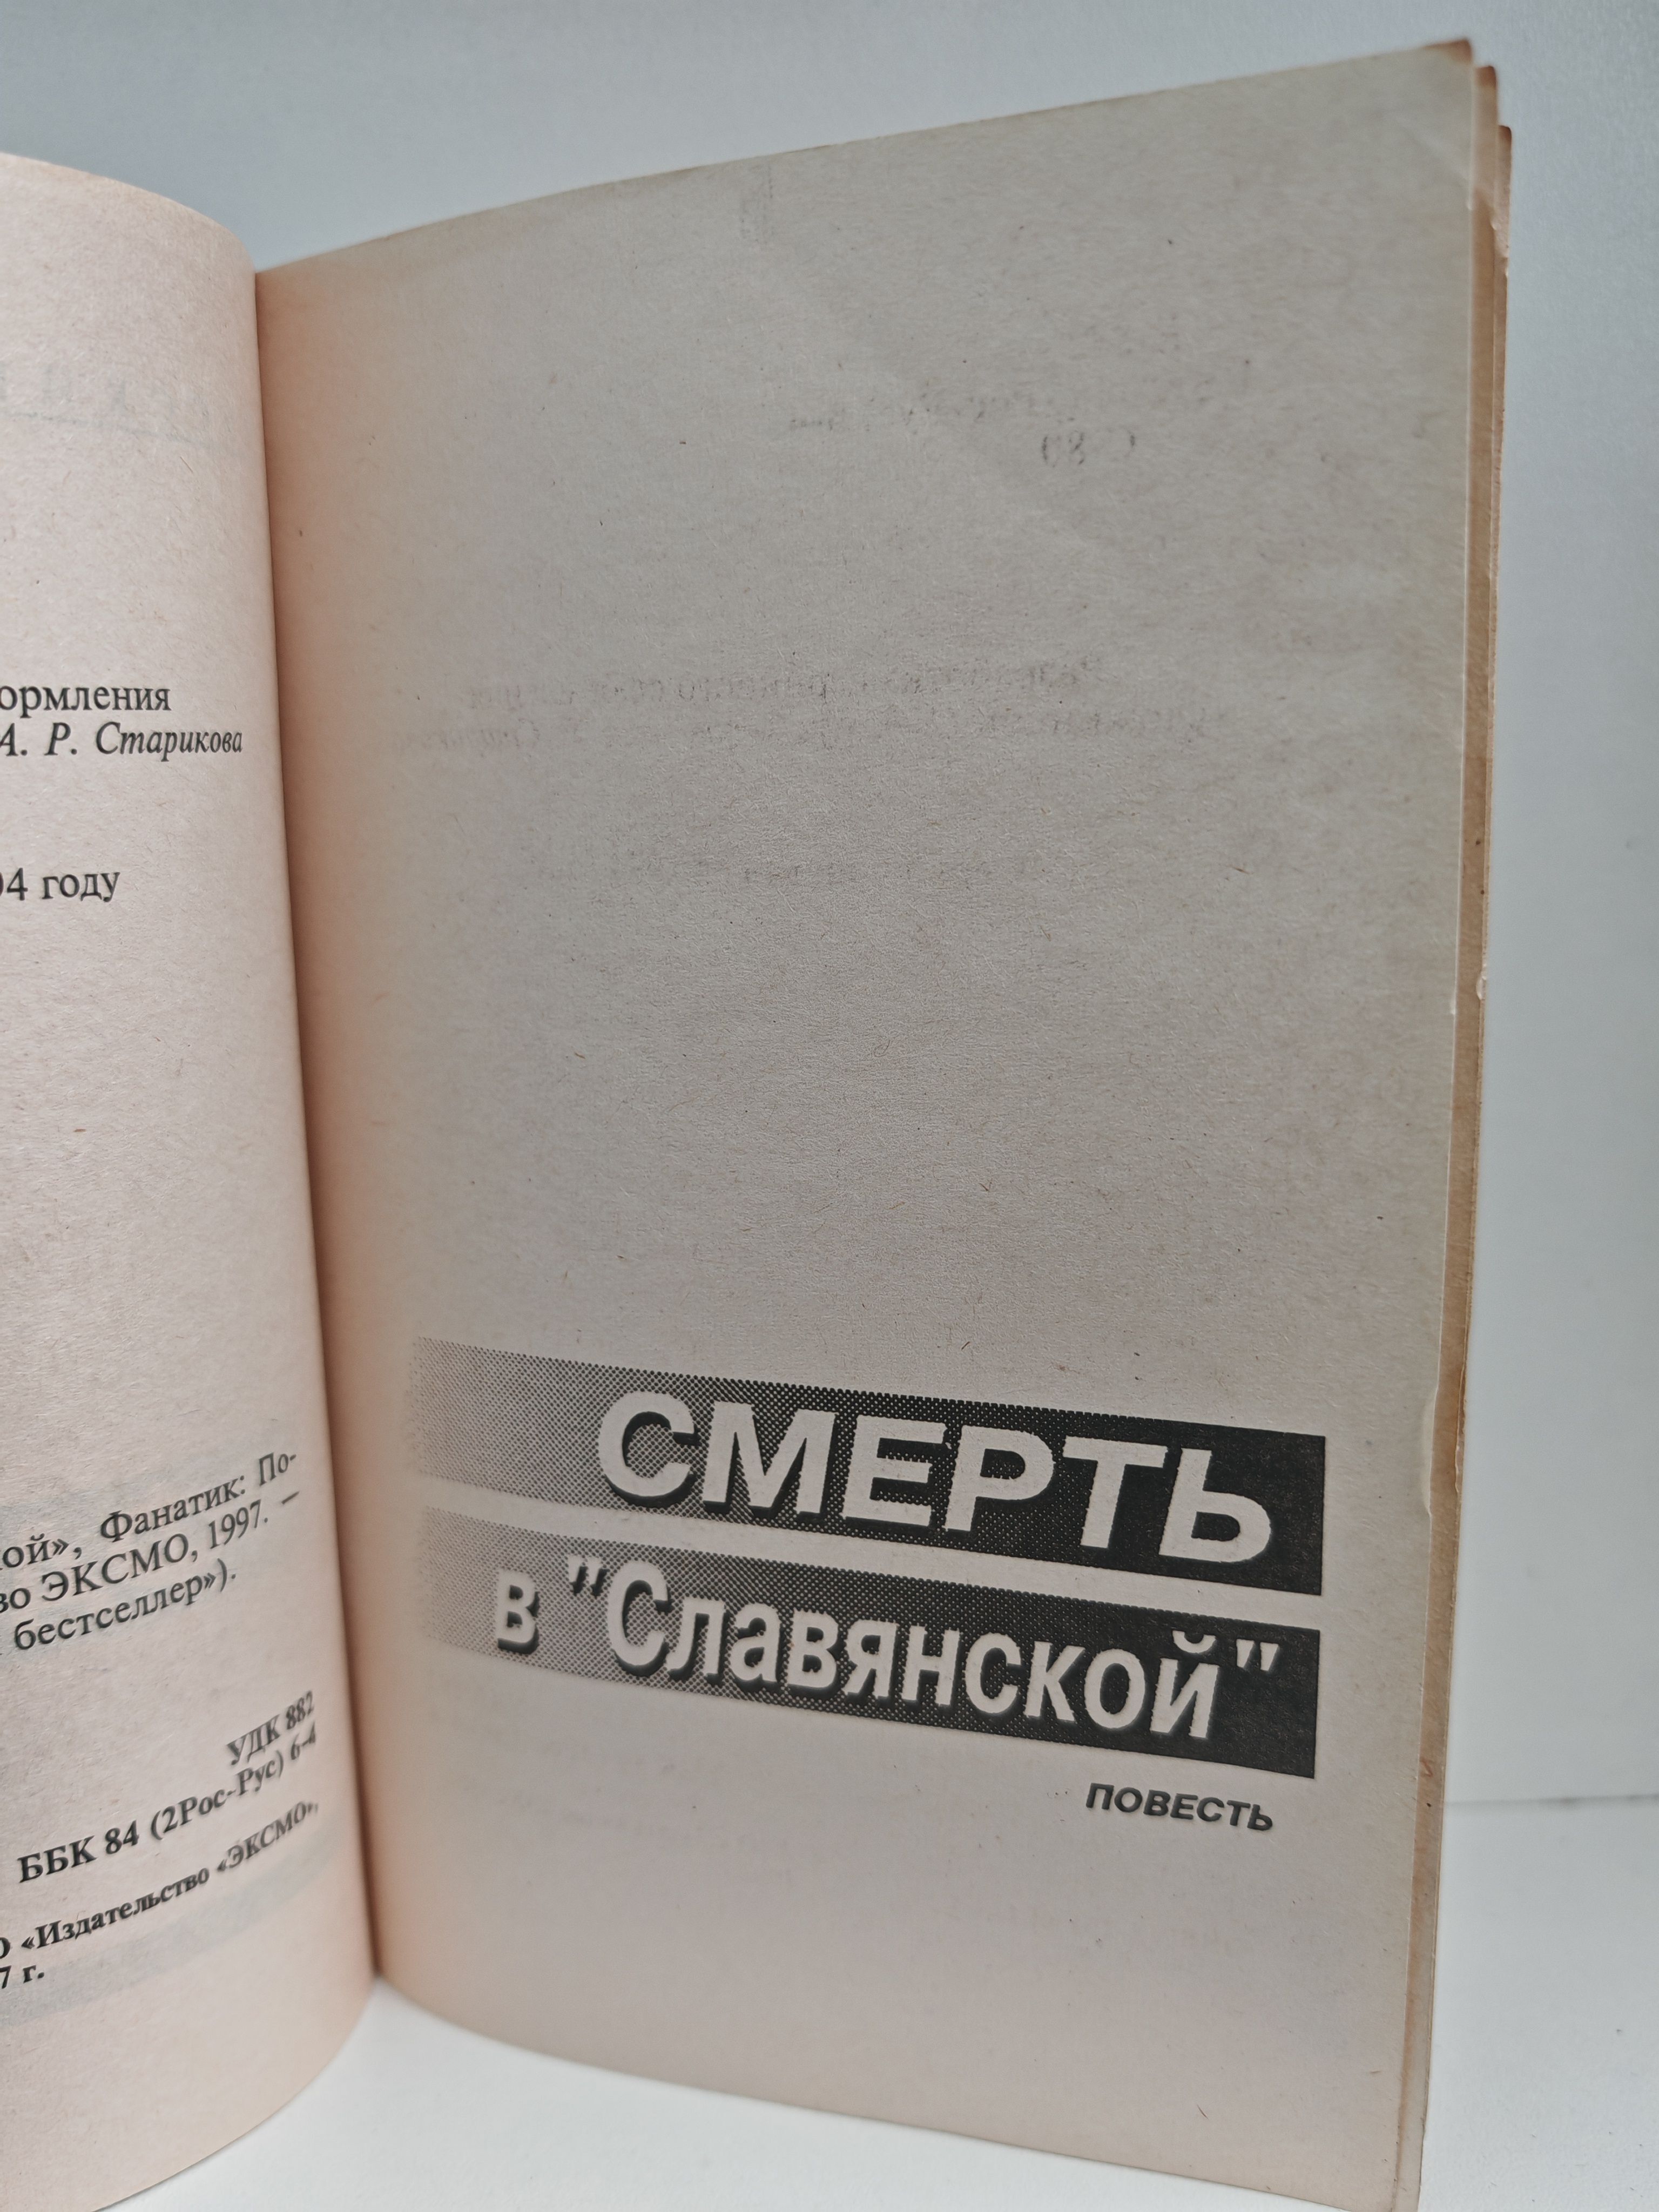 ормления
А. Р. Старикова
04 году
ой», Фанатик: По-
во ЭКСМО, 1997. —
бестселлер»).
УДК 882
ББК 84 (2Рос-Рус) 6-4
«Издательство «ЭКСМО»,
7 г.
СМЕРТЬ
в "Славянской"
ПОВЕСТЬ